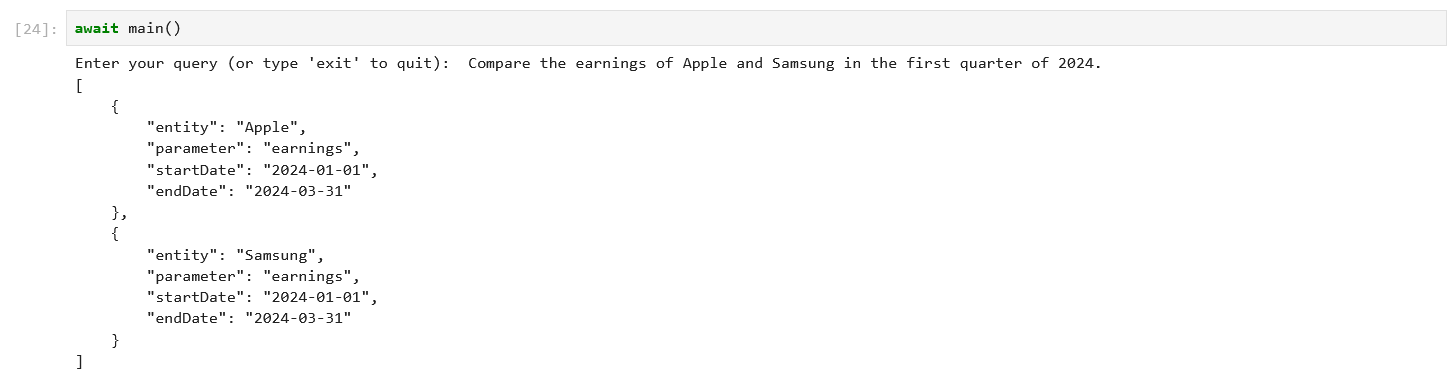 [24]: await main()
Enter your query (or type 'exit' to quit):  Compare the earnings of Apple and Samsung in the first quarter of 2024.
[
    {
        "entity": "Apple",
        "parameter": "earnings",
        "startDate": "2024-01-01",
        "endDate": "2024-03-31"
    },
    {
        "entity": "Samsung",
        "parameter": "earnings",
        "startDate": "2024-01-01",
        "endDate": "2024-03-31"
    }
]